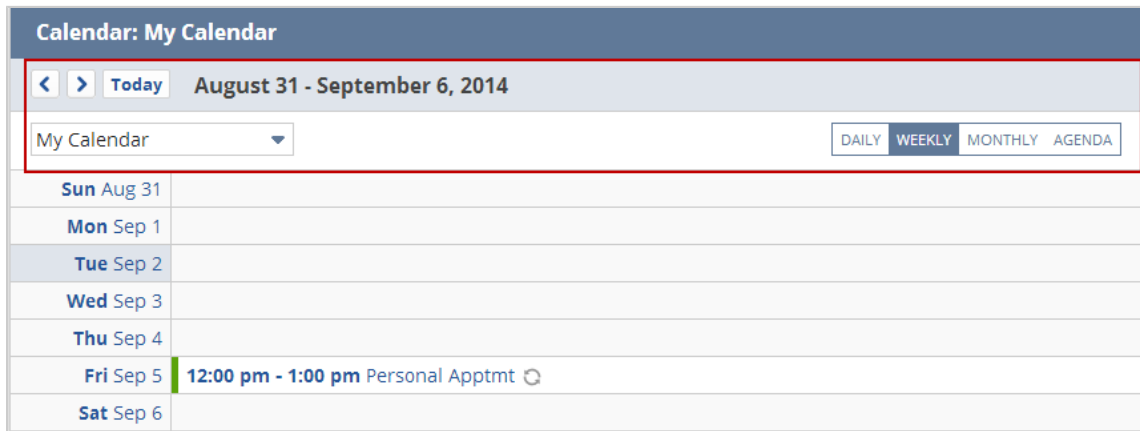 Calendar: My Calendar
Today August 31 - September 6, 2014
My Calendar DAILY WEEKLY MONTHLY AGENDA
Sun Aug 31
Mon Sep 1
Tue Sep 2
Wed Sep 3
Thu Sep 4
Fri Sep 5 12:00 pm - 1:00 pm Personal Apptmt
Sat Sep 6